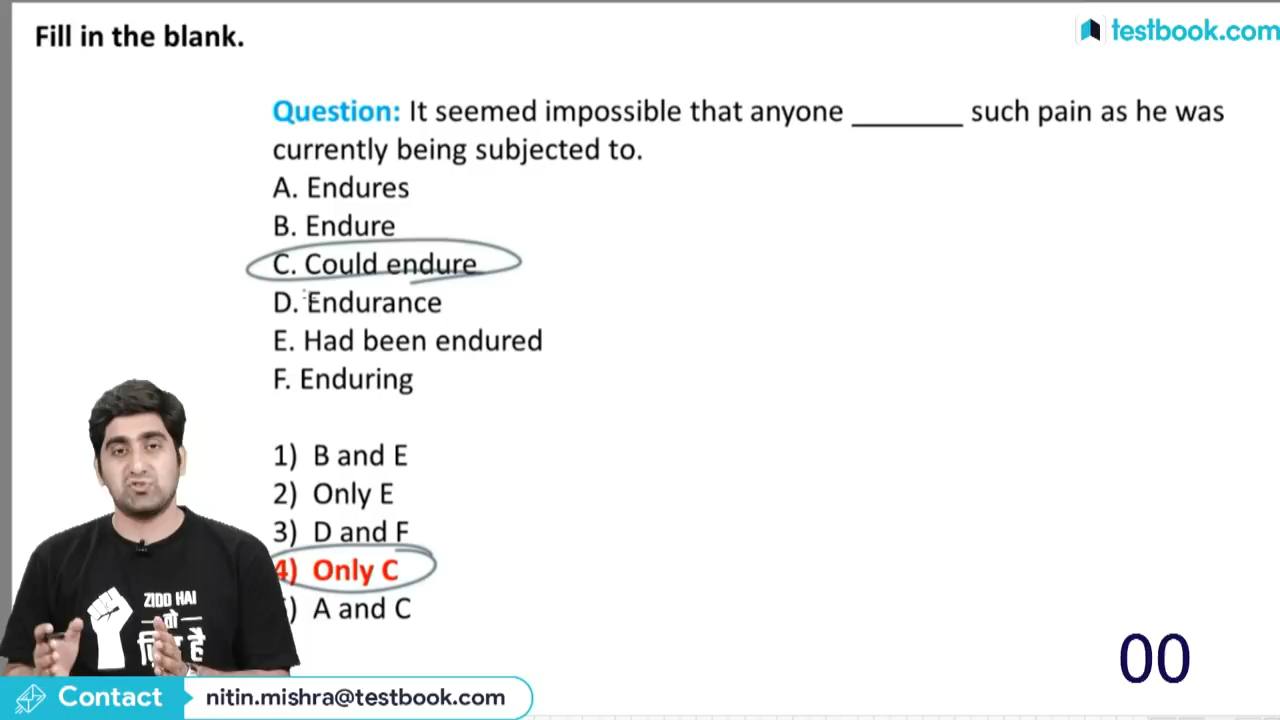 Fill in the blank.
testbook.com
Question: It seemed impossible that anyone _______ such pain as he was
currently being subjected to.
A. Endures
B. Endure
C. Could endure
D. Endurance
E. Had been endured
F. Enduring
1) B and E
2) Only E
3) D and F
4) Only C
) A and C
ZIDD HAI
तो
है
00
Contact
nitin.mishra@testbook.com